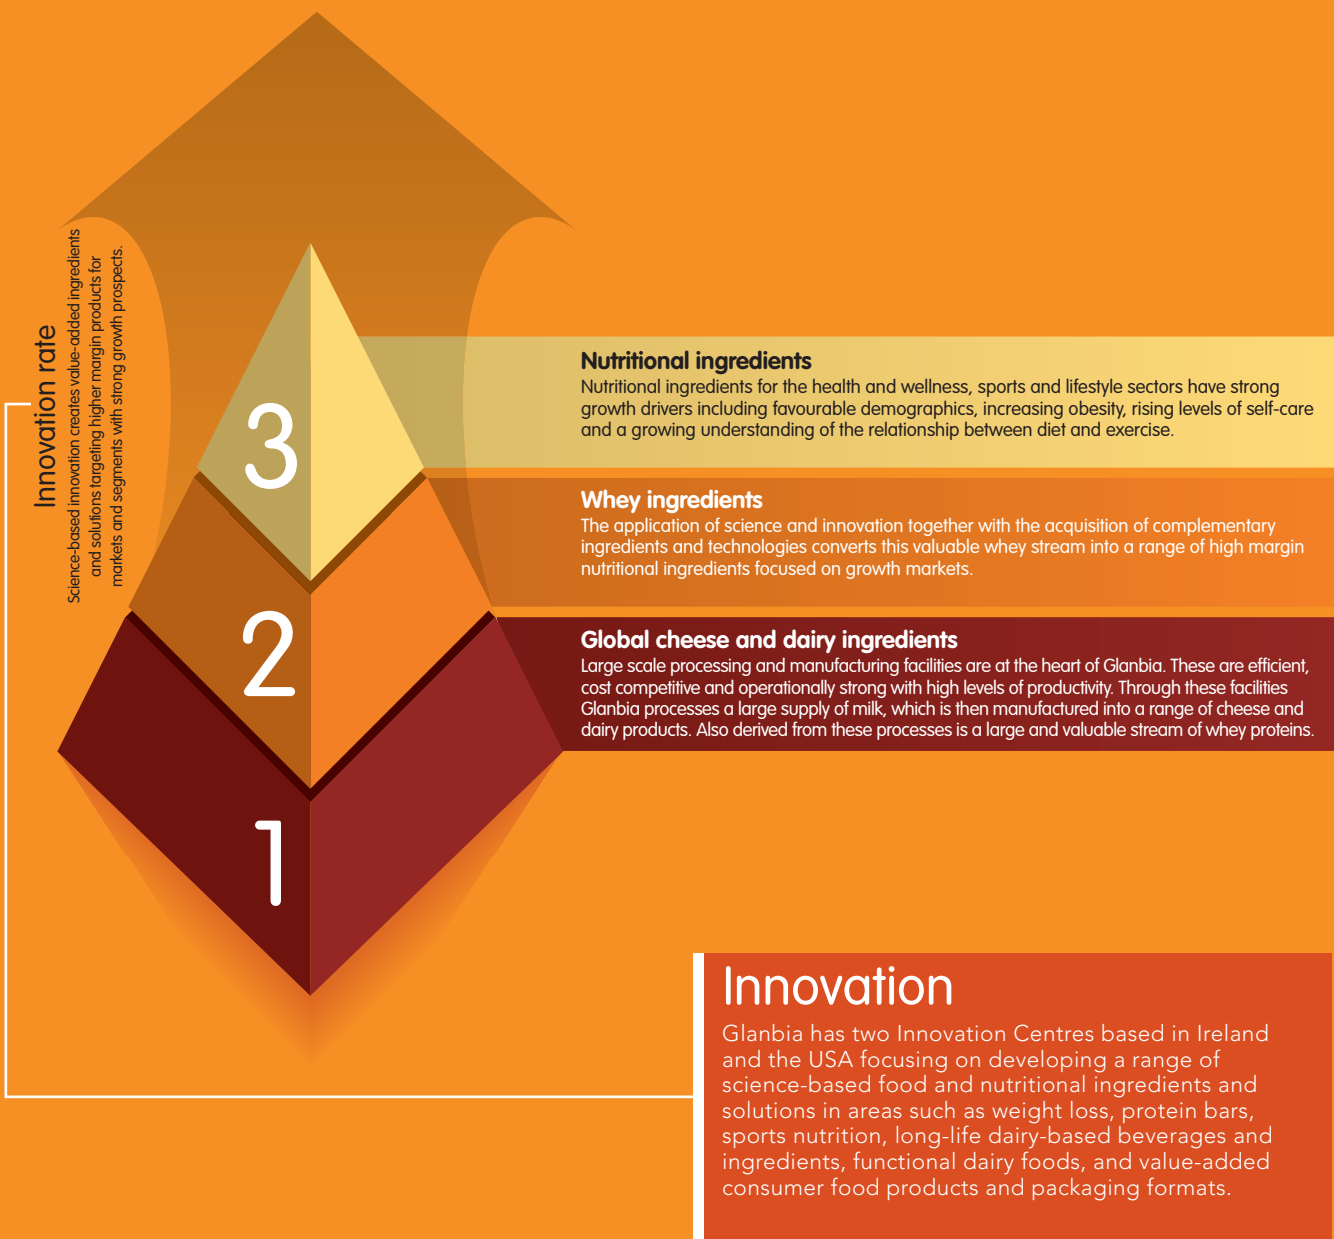 Innovation rate
Science-based innovation creates value-added ingredients
and solutions targeting higher margin products for
markets and segments with strong growth prospects.
3
Nutritional ingredients
Nutritional ingredients for the health and wellness, sports and lifestyle sectors have strong
growth drivers including favourable demographics, increasing obesity, rising levels of self-care
and a growing understanding of the relationship between diet and exercise.
2
Whey ingredients
The application of science and innovation together with the acquisition of complementary
ingredients and technologies converts this valuable whey stream into a range of high margin
nutritional ingredients focused on growth markets.
1
Global cheese and dairy ingredients
Large scale processing and manufacturing facilities are at the heart of Glanbia. These are efficient,
cost competitive and operationally strong with high levels of productivity. Through these facilities
Glanbia processes a large supply of milk, which is then manufactured into a range of cheese and
dairy products. Also derived from these processes is a large and valuable stream of whey proteins.
Innovation
Glanbia has two Innovation Centres based in Ireland
and the USA focusing on developing a range of
science-based food and nutritional ingredients and
solutions in areas such as weight loss, protein bars,
sports nutrition, long-life dairy-based beverages and
ingredients, functional dairy foods, and value-added
consumer food products and packaging formats.